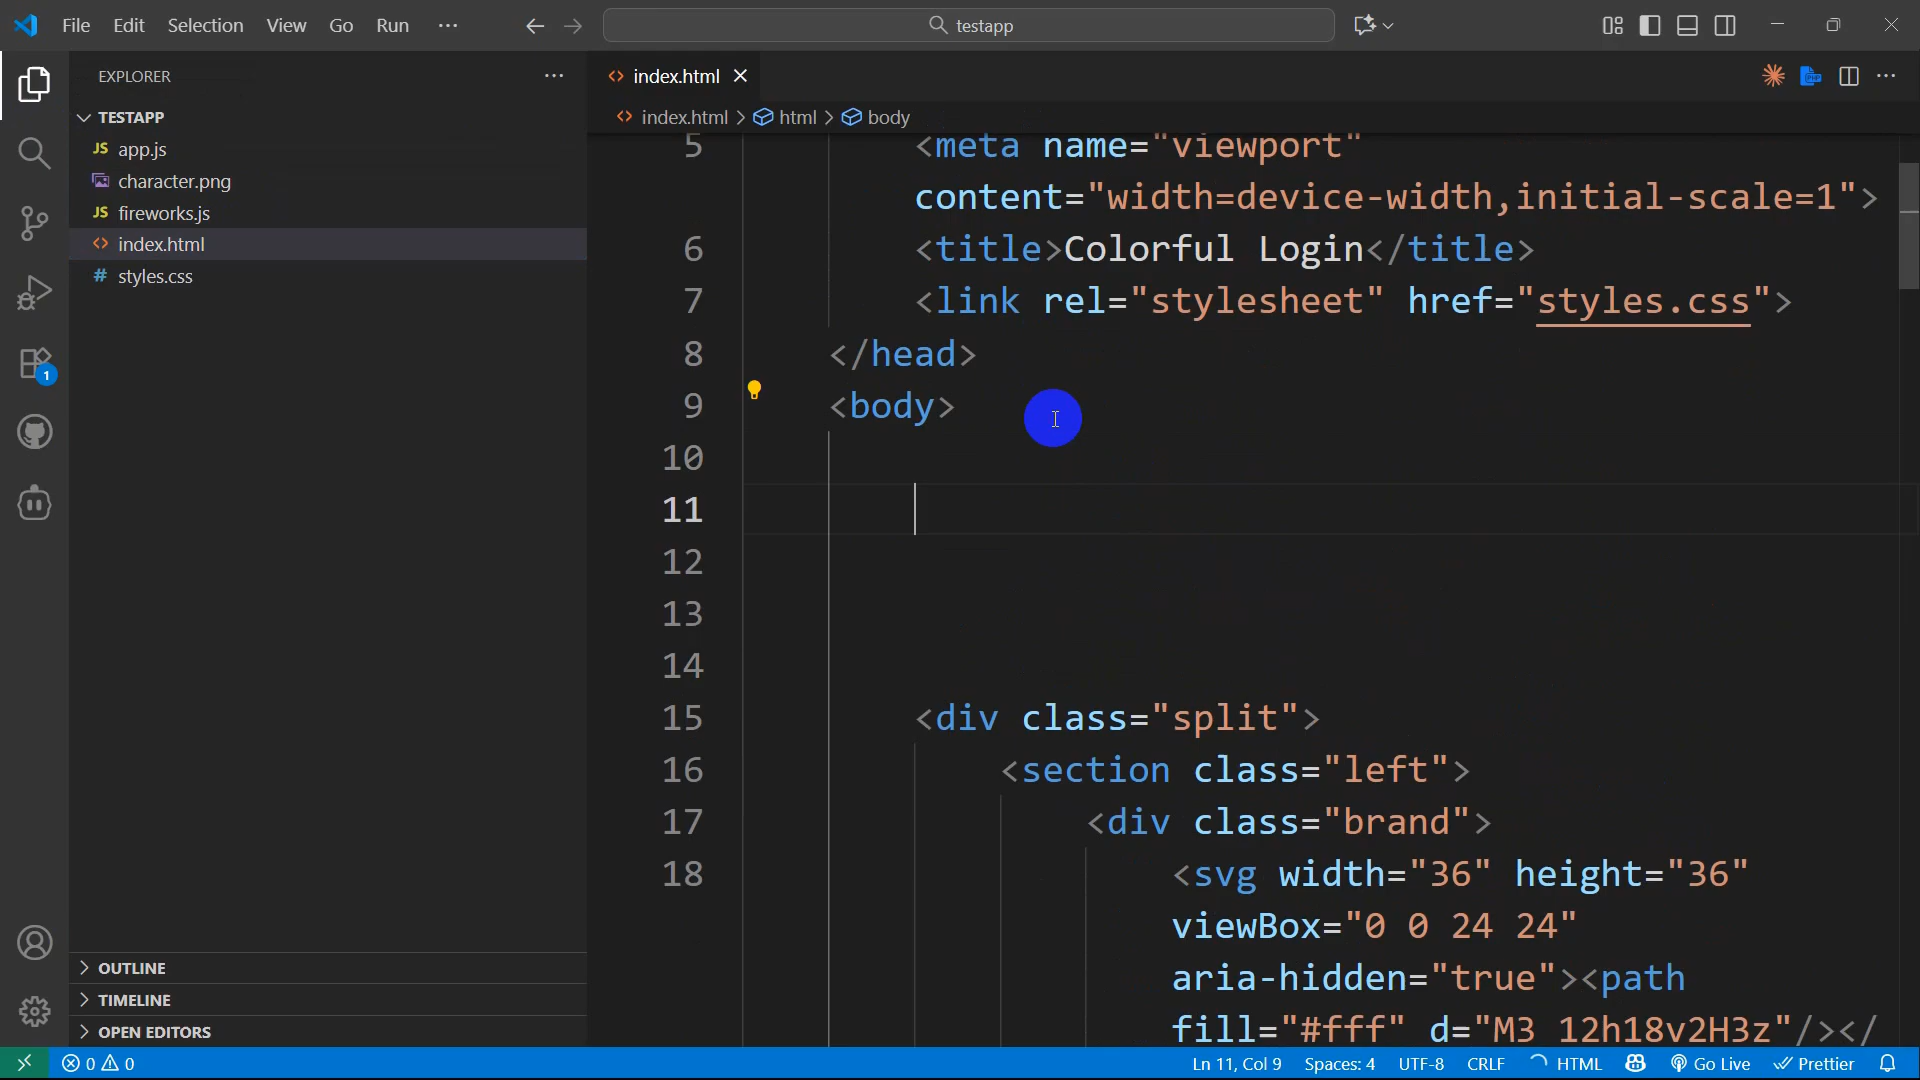 File Edit Selection View Go Run ···
testapp
EXPLORER ···
TESTAPP
JS app.js
character.png
JS fireworks.js
<> index.html
# styles.css
OUTLINE
TIMELINE
OPEN EDITORS
1
<> index.html
PHP
···
<> index.html > html > body
5 <meta name="viewport"
content="width=device-width,initial-scale=1">
6 <title>Colorful Login</title>
7 <link rel="stylesheet" href="styles.css">
8 </head>
9 <body>
10
11
12
13
14
15 <div class="split">
16 <section class="left">
17 <div class="brand">
18 <svg width="36" height="36"
viewBox="0 0 24 24"
aria-hidden="true"><path
fill="#fff" d="M3 12h18v2H3z"/></
0 0 Ln 11, Col 9 Spaces: 4 UTF-8 CRLF HTML Go Live Prettier